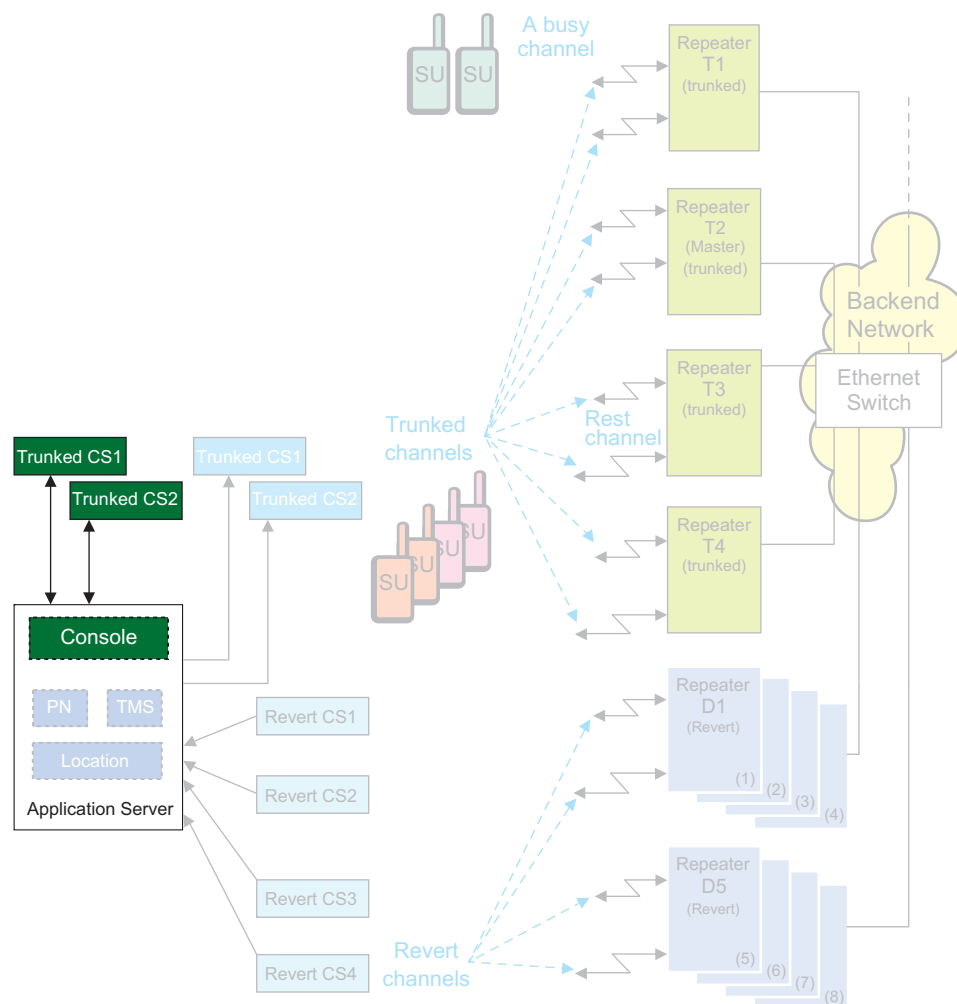 A busy
channel
SU
SU
Repeater
T1
(trunked)
Repeater
T2
(Master)
(trunked)
Backend
Network
Ethernet
Switch
Repeater
T3
(trunked)
Trunked
channels
Rest
channel
Trunked CS1
Trunked CS1
Trunked CS2
Trunked CS2
SU
SU
Repeater
T4
(trunked)
Console
PN
TMS
Location
Application Server
Revert CS1
Revert CS2
Revert CS3
Revert CS4
Revert
channels
Repeater
D1
(Revert)
(1)
(2)
(3)
(4)
Repeater
D5
(Revert)
(5)
(6)
(7)
(8)